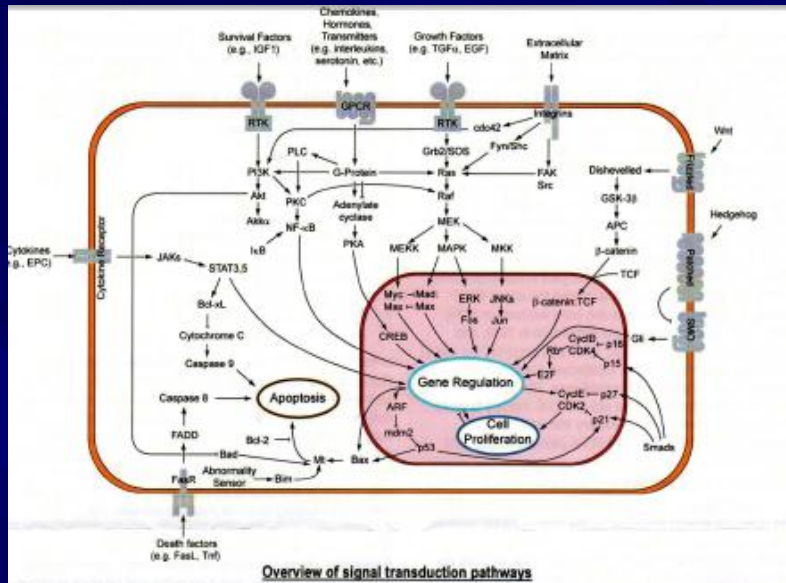 Survival Factors
(e.g., IGF1)
Chemokines,
Hormones,
Transmitters
(e.g. interleukins,
serotonin, etc.)
Growth Factors
(e.g. TGFα, EGF)
Extracellular
Matrix
RTK
GPCR
RTK
Integrins
cdc42
Wnt
PLC
Grb2/SOS
Fyn/Shc
Frizzled
PI3K
G-Protein
Ras
FAK
Src
Dishevelled
Akt
PKC
Adenylate
cyclase
Raf
GSK-3β
Hedgehog
Akkα
NF-κB
MEK
APC
IκB
PKA
MEKK
MAPK
MKK
β-catenin
Patched
Cytokines
e.g., EPC)
Cytokine Receptor
JAKs
STAT3,5
TCF
Myc
Mad:
Max
Max
ERK
JNKs
β-catenin:TCF
Bcl-xL
Fos
Jun
Cytochrome C
CREB
Gli
SMO
CyclD
p16
Rb
CDK4
p15
Caspase 9
E2F
Gene Regulation
Caspase 8
Apoptosis
ARF
CyclE
p27
CDK2
p21
Cell
Proliferation
FADD
Bcl-2
mdm2
p53
Smads
Bad
Mt
Bax
FasR
Abnormality
Sensor
Bim
Death factors
(e.g. FasL, Tnf)
Overview of signal transduction pathways